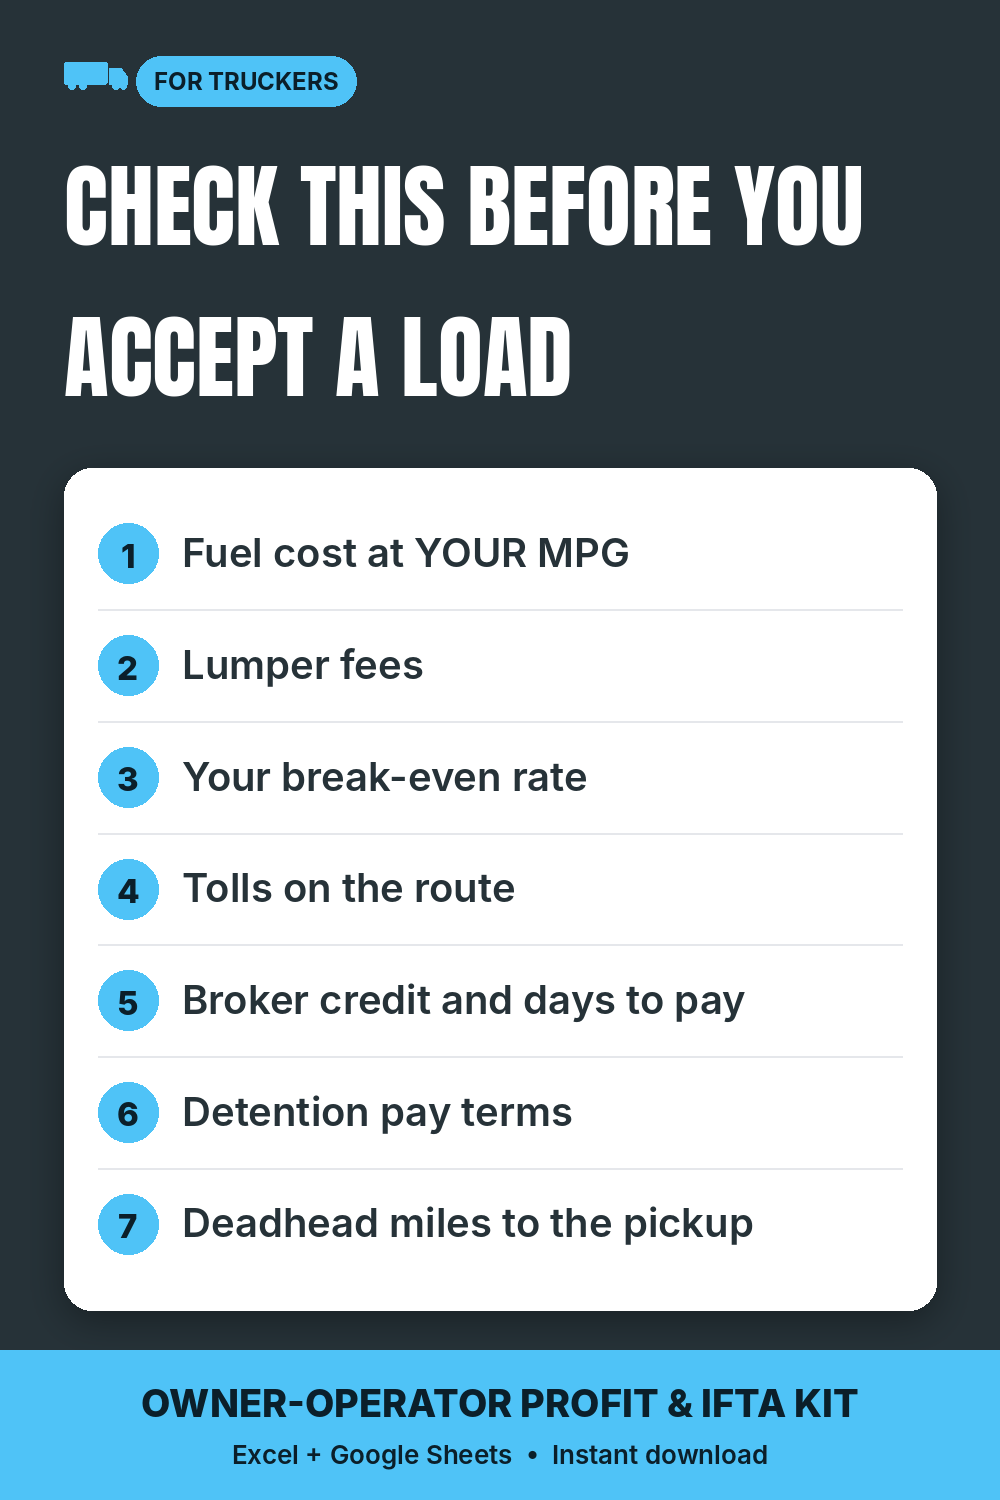 FOR TRUCKERS
CHECK THIS BEFORE YOU
ACCEPT A LOAD
1 Fuel cost at YOUR MPG
2 Lumper fees
3 Your break-even rate
4 Tolls on the route
5 Broker credit and days to pay
6 Detention pay terms
7 Deadhead miles to the pickup
OWNER-OPERATOR PROFIT & IFTA KIT
Excel + Google Sheets • Instant download